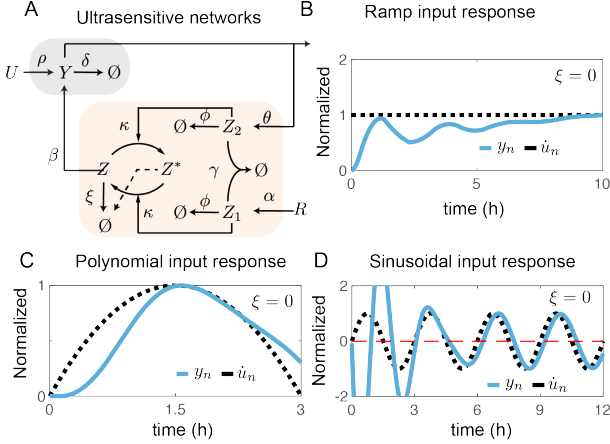 A
Ultrasensitive networks
U
ρ
Y
δ
Ø
β
κ
Ø
ϕ
Z₂
θ
Z
Z*
γ
Ø
ξ
Ø
κ
Ø
ϕ
Z₁
α
R
B
Ramp input response
Normalized
2
1
0
ξ = 0
yₙ
u̇ₙ
0
5
10
time (h)
C
Polynomial input response
Normalized
1
0
ξ = 0
yₙ
u̇ₙ
0
1.5
3
time (h)
D
Sinusoidal input response
Normalized
2
0
-2
ξ = 0
yₙ
u̇ₙ
0
3
6
9
12
time (h)